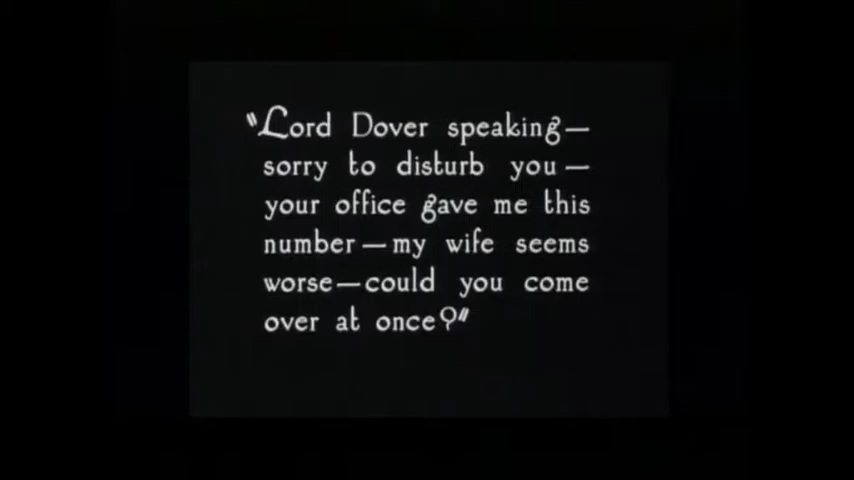 "Lord Dover speaking—
sorry to disturb you—
your office gave me this
number—my wife seems
worse—could you come
over at once?"